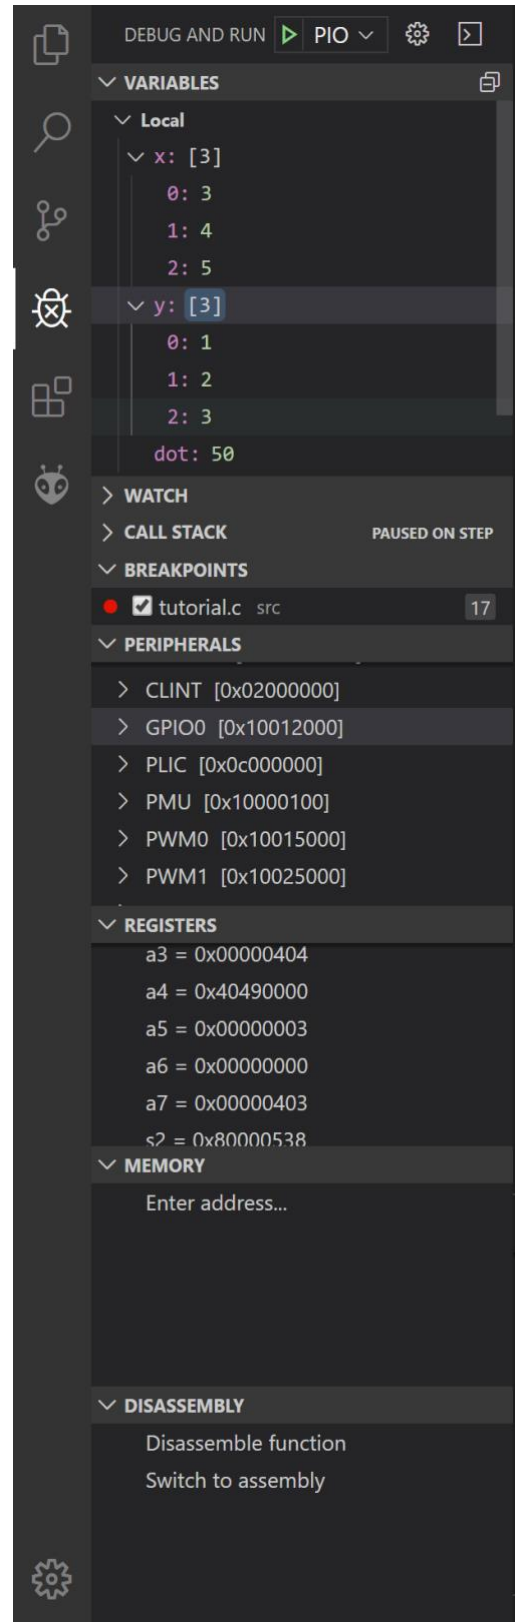 DEBUG AND RUN PIO
VARIABLES
Local
x: [3]
0: 3
1: 4
2: 5
y: [3]
0: 1
1: 2
2: 3
dot: 50
WATCH
CALL STACK PAUSED ON STEP
BREAKPOINTS
tutorial.c src 17
PERIPHERALS
CLINT [0x02000000]
GPIO0 [0x10012000]
PLIC [0x0c000000]
PMU [0x10000100]
PWM0 [0x10015000]
PWM1 [0x10025000]
REGISTERS
a3 = 0x00000404
a4 = 0x40490000
a5 = 0x00000003
a6 = 0x00000000
a7 = 0x00000403
s2 = 0x80000538
MEMORY
Enter address...
DISASSEMBLY
Disassemble function
Switch to assembly